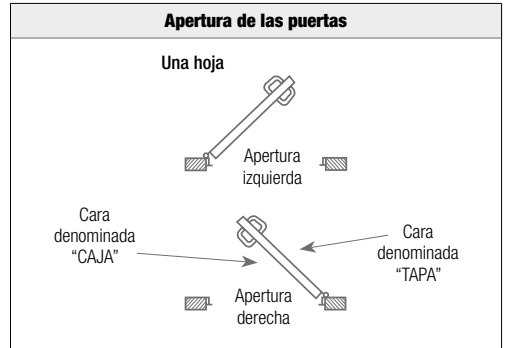 Apertura de las puertas
Una hoja
Apertura
izquierda
Cara
denominada
“CAJA”
Cara
denominada
“TAPA”
Apertura
derecha